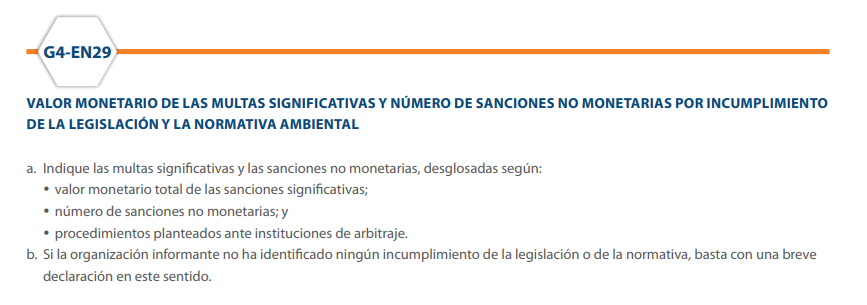 G4-EN29
VALOR MONETARIO DE LAS MULTAS SIGNIFICATIVAS Y NÚMERO DE SANCIONES NO MONETARIAS POR INCUMPLIMIENTO
DE LA LEGISLACIÓN Y LA NORMATIVA AMBIENTAL
a. Indique las multas significativas y las sanciones no monetarias, desglosadas según:
• valor monetario total de las sanciones significativas;
• número de sanciones no monetarias; y
• procedimientos planteados ante instituciones de arbitraje.
b. Si la organización informante no ha identificado ningún incumplimiento de la legislación o de la normativa, basta con una breve
declaración en este sentido.